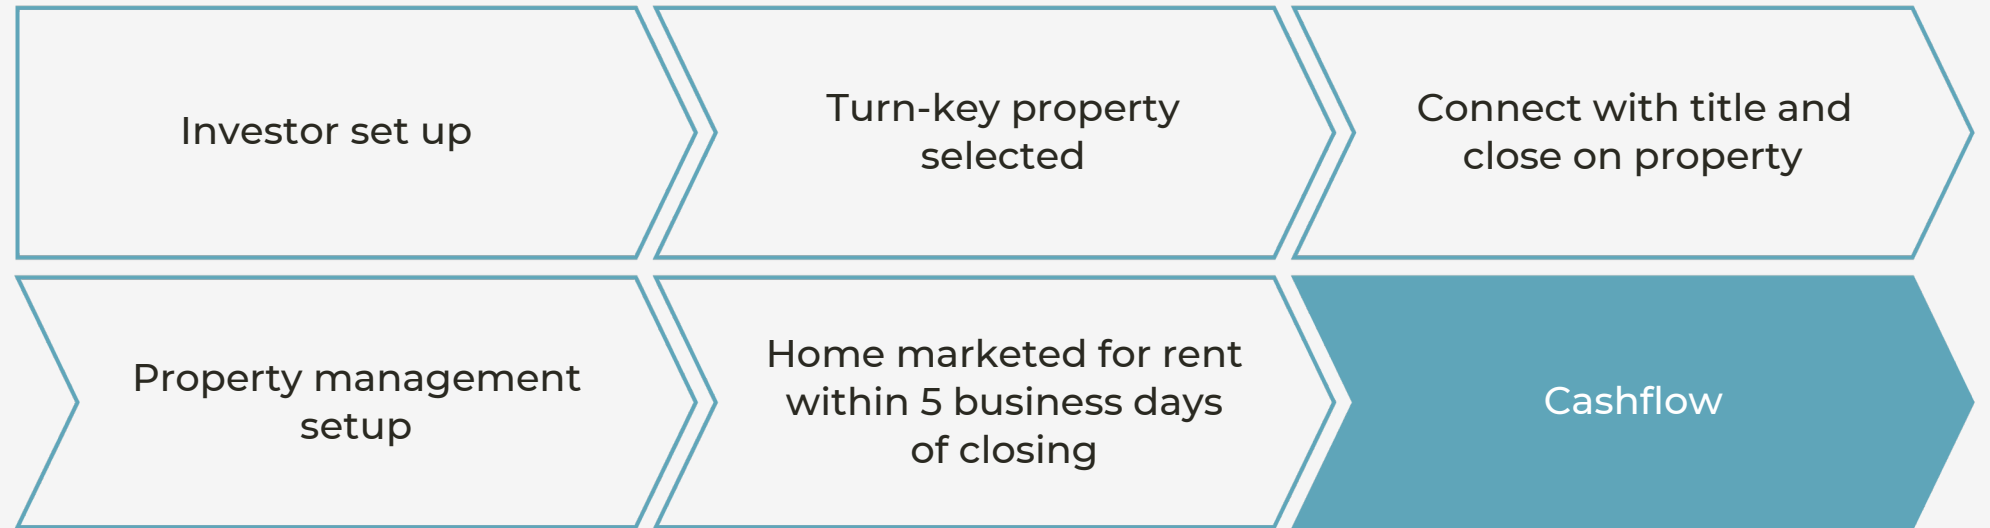 Investor set up
Turn-key property
selected
Connect with title and
close on property
Property management
setup
Home marketed for rent
within 5 business days
of closing
Cashflow